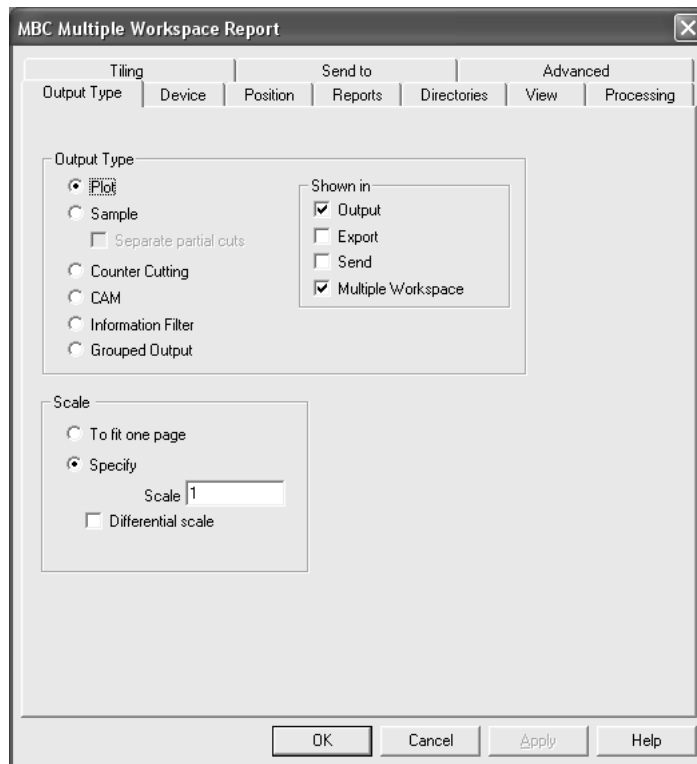 MBC Multiple Workspace Report
Tiling
Send to
Advanced
Output Type
Device
Position
Reports
Directories
View
Processing
Output Type
Plot
Sample
Separate partial cuts
Counter Cutting
CAM
Information Filter
Grouped Output
Shown in
Output
Export
Send
Multiple Workspace
Scale
To fit one page
Specify
Scale 1
Differential scale
OK
Cancel
Apply
Help